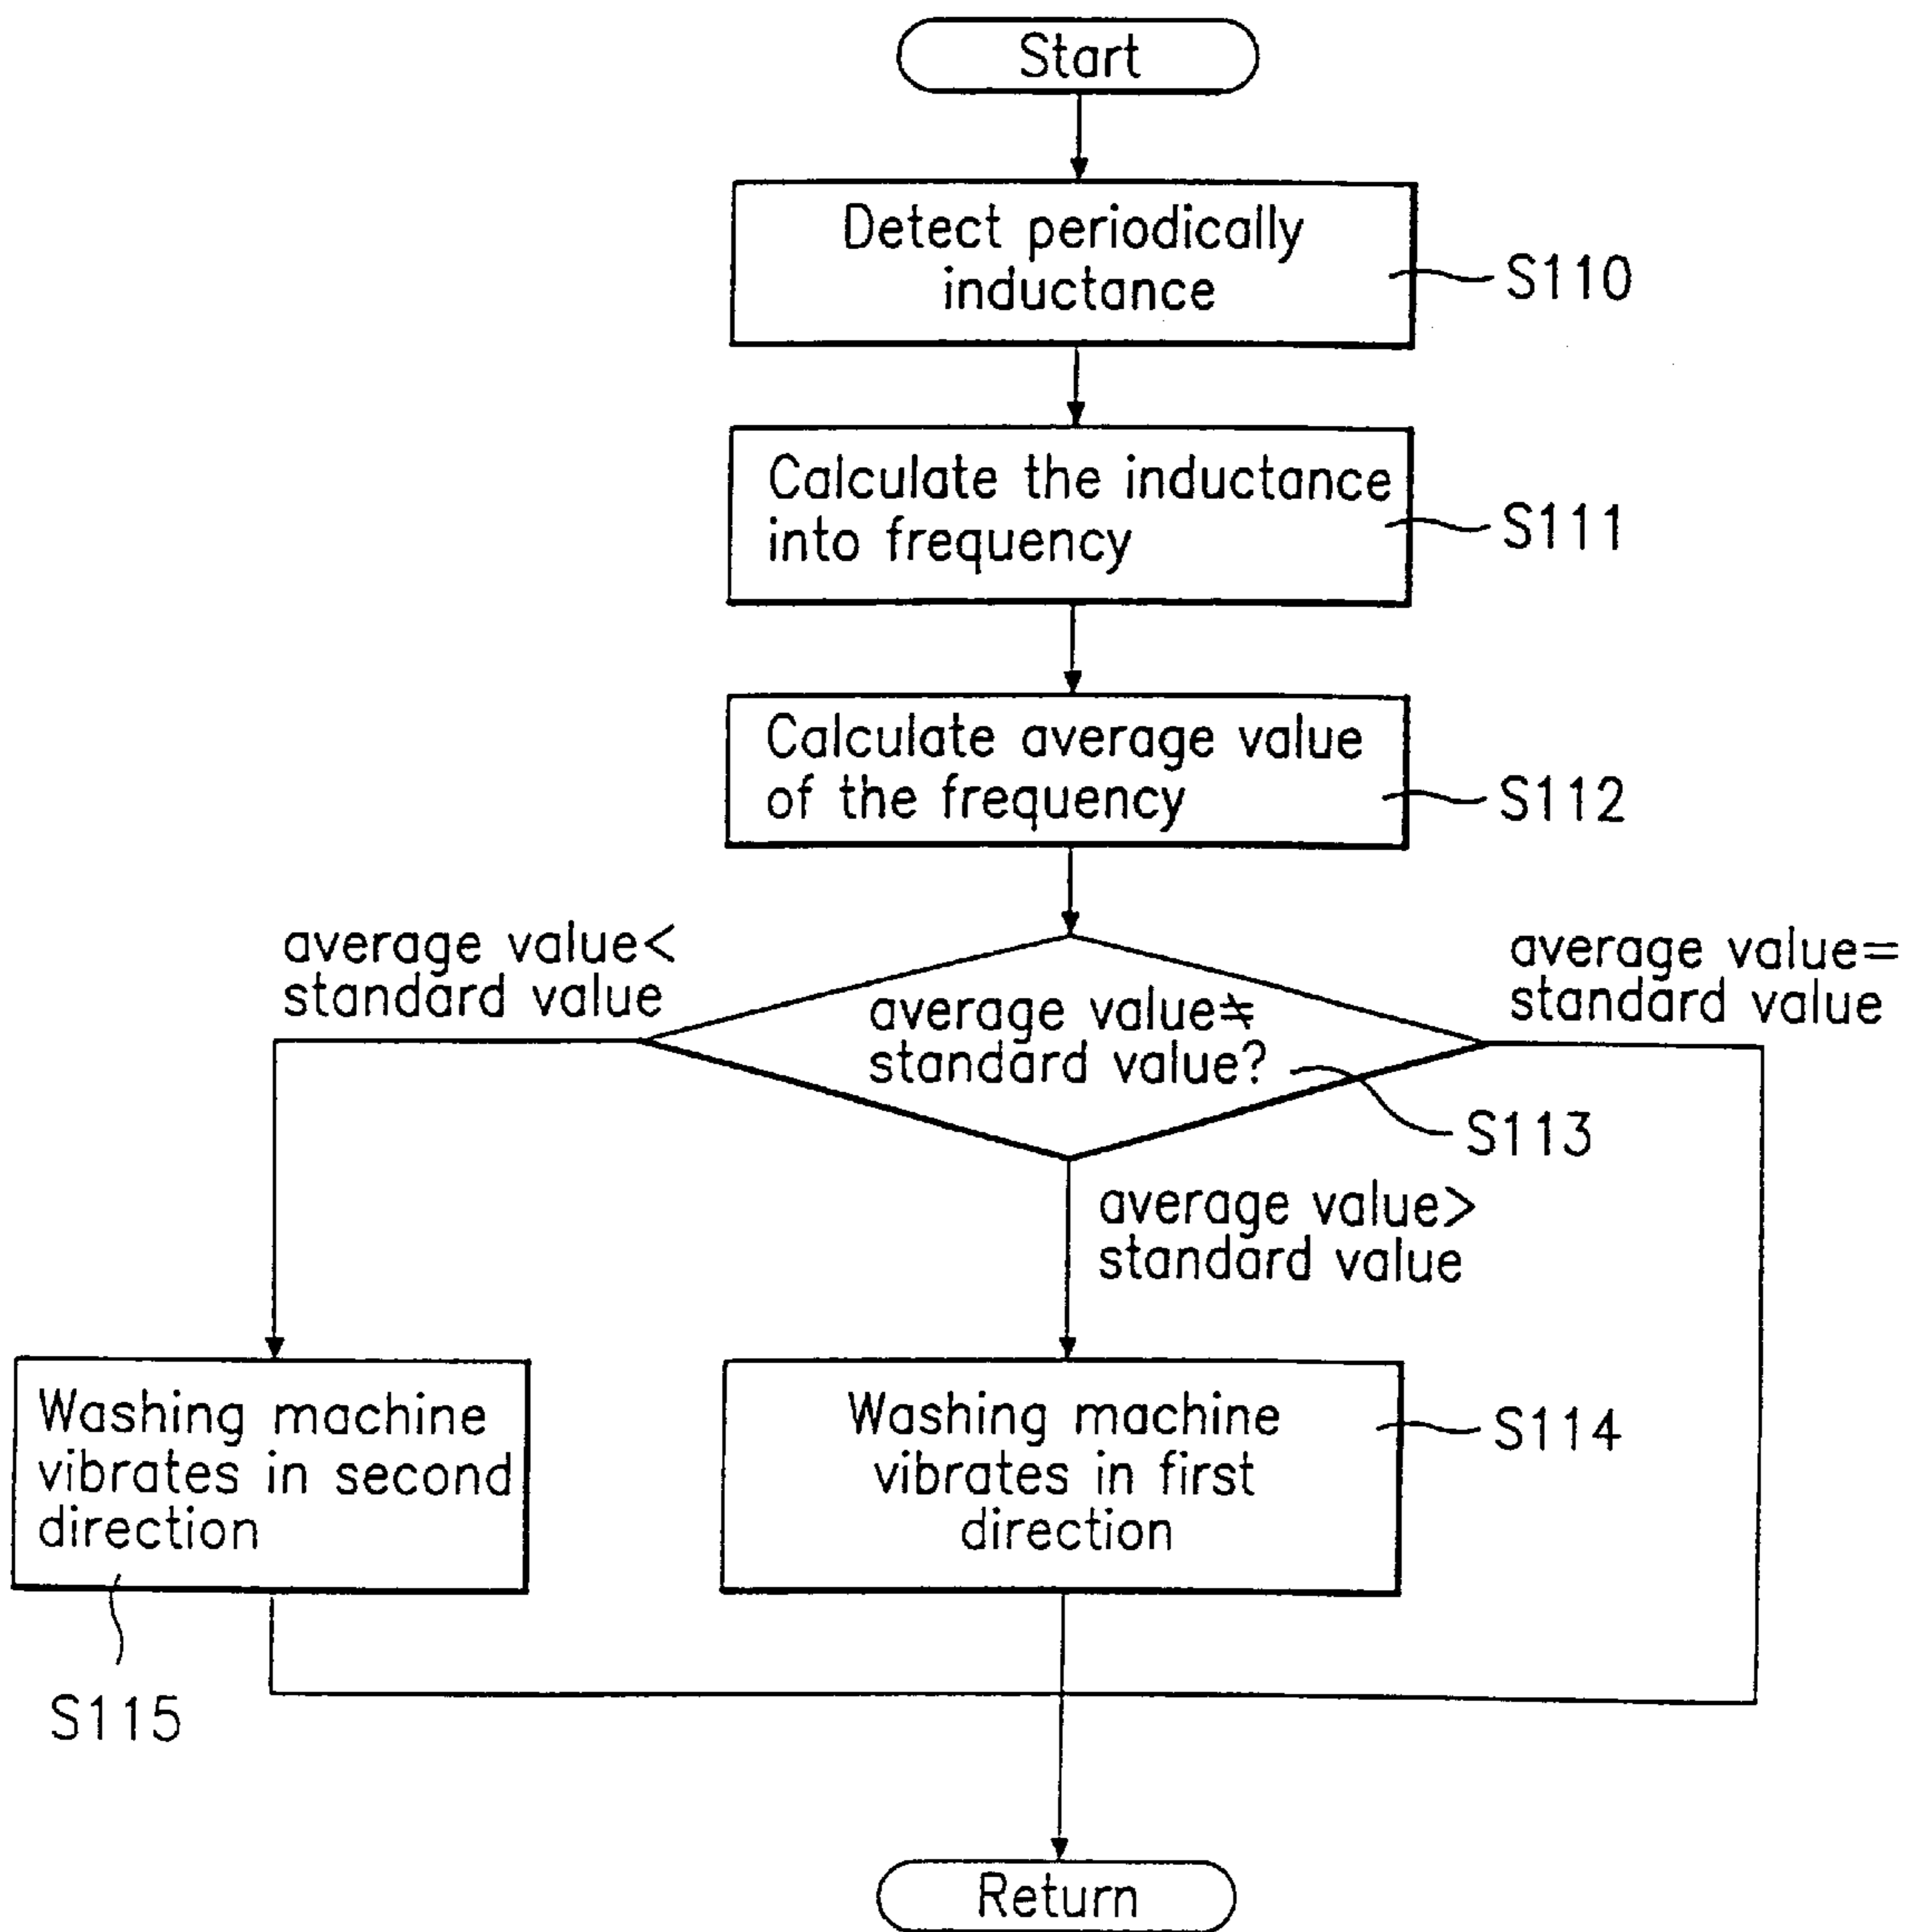 Start
Detect periodically
inductance
S110
Calculate the inductance
into frequency
S111
Calculate average value
of the frequency
S112
average value<
standard value
average value=
standard value
average value≠
standard value?
S113
average value>
standard value
Washing machine
vibrates in second
direction
Washing machine
vibrates in first
direction
S114
S115
Return